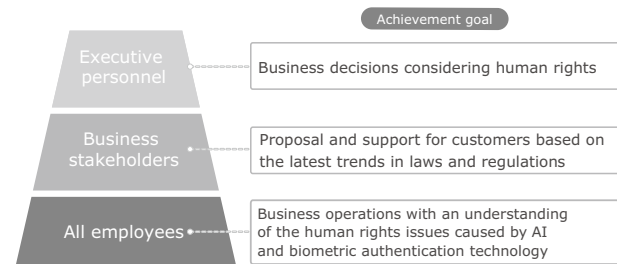 Achievement goal
Executive
personnel
Business decisions considering human rights
Business
stakeholders
Proposal and support for customers based on
the latest trends in laws and regulations
All employees
Business operations with an understanding
of the human rights issues caused by AI
and biometric authentication technology